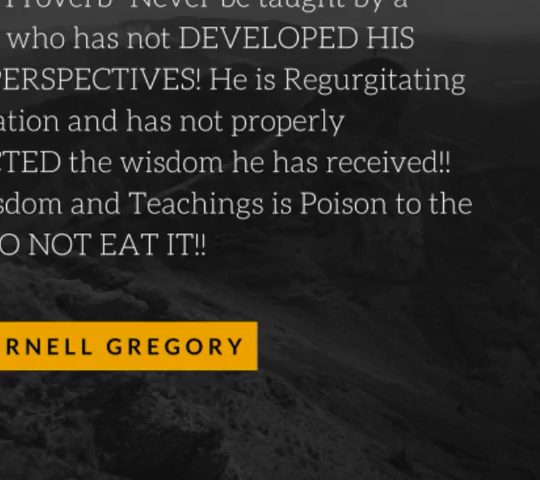 Proverb" Never be taught by a
who has not DEVELOPED HIS
PERSPECTIVES! He is Regurgitating
ation and has not properly
CTED the wisdom he has received!!
sdom and Teachings is Poison to the
O NOT EAT IT!!
RNELL GREGORY